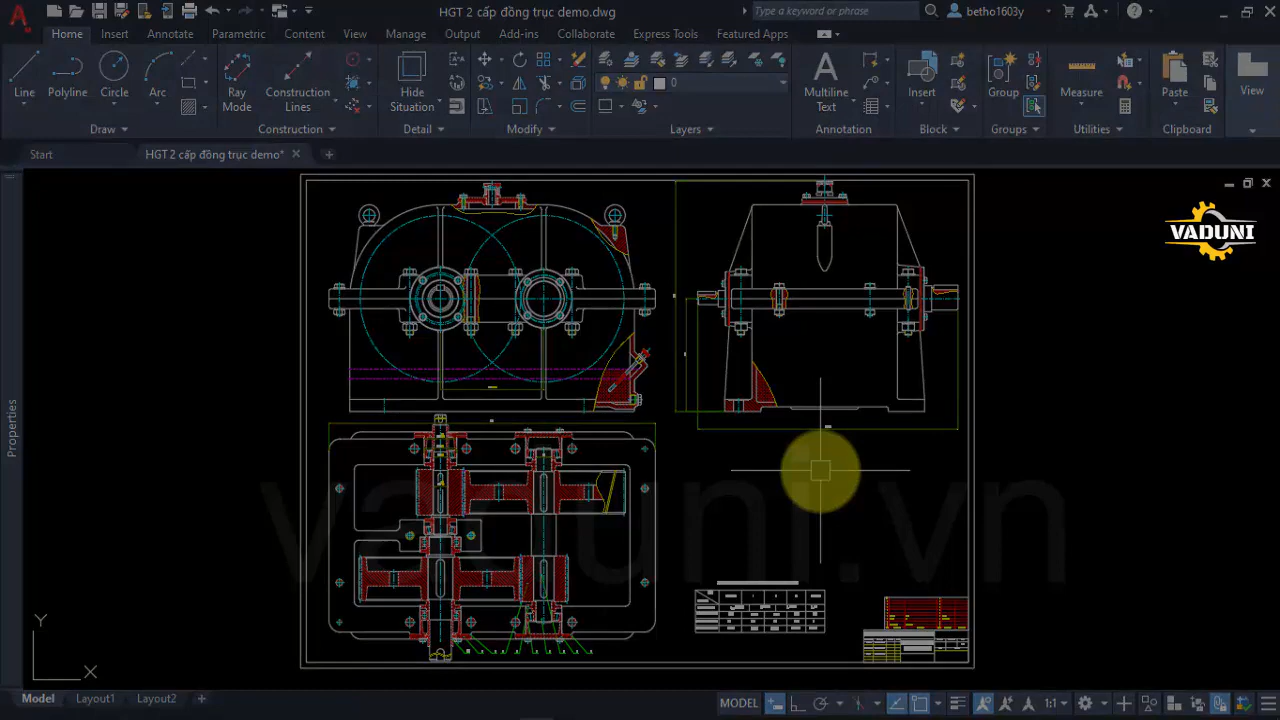 HGT 2 cấp đồng trục demo.dwg
Type a keyword or phrase
betho1603y
Home Insert Annotate Parametric Content View Manage Output Add-ins Collaborate Express Tools Featured Apps
Line Polyline Circle Arc
Ray Mode
Construction Lines
Hide Situation
0
Multiline Text
Insert
Group
Measure
Paste
View
Draw Construction Detail Modify Layers Annotation Block Groups Utilities Clipboard
Start
HGT 2 cấp đồng trục demo*
Properties
VADUNI
vaduni.vn
Y
X
Model Layout1 Layout2
MODEL
1:1